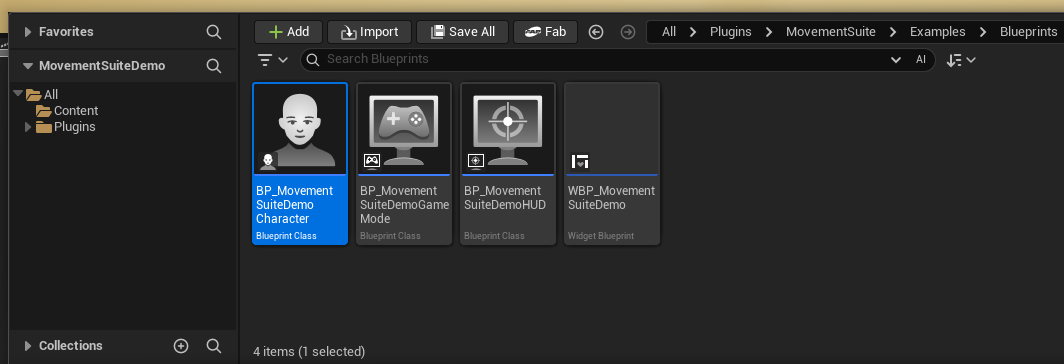 Favorites
Add
Import
Save All
Fab
All
Plugins
MovementSuite
Examples
Blueprints
MovementSuiteDemo
Search Blueprints
AI
All
Content
Plugins
BP_Movement
SuiteDemo
Character
Blueprint Class
BP_Movement
SuiteDemoGame
Mode
Blueprint Class
BP_Movement
SuiteDemoHUD
Blueprint Class
WBP_Movement
SuiteDemo
Widget Blueprint
Collections
4 items (1 selected)